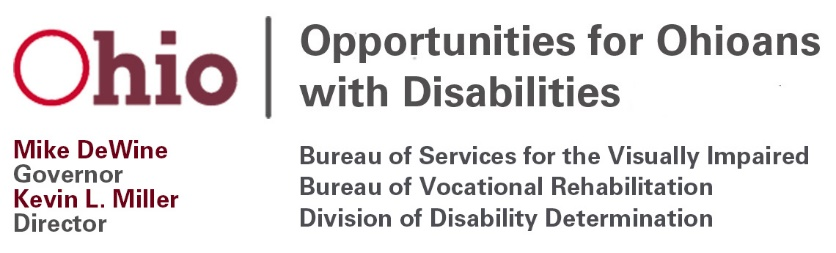 Ohio
Opportunities for Ohioans
with Disabilities
Mike DeWine
Governor
Kevin L. Miller
Director
Bureau of Services for the Visually Impaired
Bureau of Vocational Rehabilitation
Division of Disability Determination